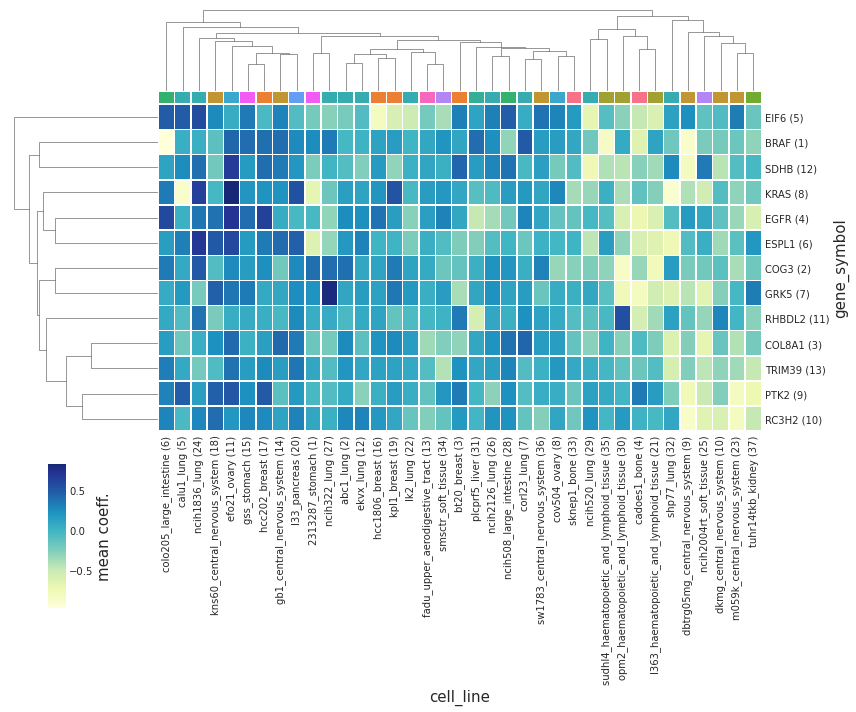 EIF6 (5)
BRAF (1)
SDHB (12)
KRAS (8)
EGFR (4)
ESPL1 (6)
COG3 (2)
GRK5 (7)
RHBDL2 (11)
COL8A1 (3)
TRIM39 (13)
PTK2 (9)
RC3H2 (10)
gene_symbol
colo205_large_intestine (6)
calu1_lung (5)
ncih1836_lung (24)
kns60_central_nervous_system (18)
efo21_ovary (11)
gss_stomach (15)
hcc202_breast (17)
gb1_central_nervous_system (14)
l33_pancreas (20)
2313287_stomach (1)
ncih322_lung (27)
abc1_lung (2)
ekvx_lung (12)
hcc1806_breast (16)
kpl1_breast (19)
lk2_lung (22)
fadu_upper_aerodigestive_tract (13)
smsctr_soft_tissue (34)
bt20_breast (3)
plcprf5_liver (31)
ncih2126_lung (26)
ncih508_large_intestine (28)
corl23_lung (7)
sw1783_central_nervous_system (36)
cov504_ovary (8)
sknep1_bone (33)
ncih520_lung (29)
sudhl4_haematopoietic_and_lymphoid_tissue (35)
opm2_haematopoietic_and_lymphoid_tissue (30)
cadoes1_bone (4)
l363_haematopoietic_and_lymphoid_tissue (21)
shp77_lung (32)
dbtrg05mg_central_nervous_system (9)
ncih2004rt_soft_tissue (25)
dkmg_central_nervous_system (10)
m059k_central_nervous_system (23)
tuhr14tkb_kidney (37)
cell_line
0.5
0.0
−0.5
mean coeff.